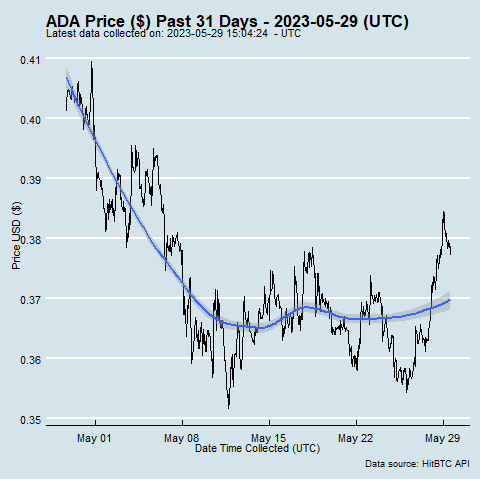 ADA Price ($) Past 31 Days - 2023-05-29 (UTC)
Latest data collected on: 2023-05-29 15:04:24 - UTC
0.41
0.40
0.39
0.38
0.37
0.36
0.35
Price USD ($)
May 01
May 08
May 15
May 22
May 29
Date Time Collected (UTC)
Data source: HitBTC API